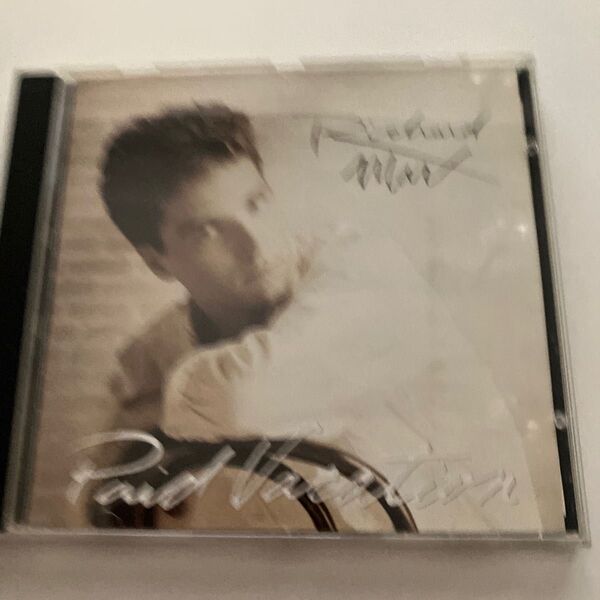 Richard
Marx
Paid Vacation